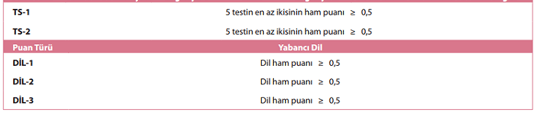 TS-1 5 testin en az ikisinin ham puanı ≥ 0,5
TS-2 5 testin en az ikisinin ham puanı ≥ 0,5
Puan Türü Yabancı Dil
DİL-1 Dil ham puanı ≥ 0,5
DİL-2 Dil ham puanı ≥ 0,5
DİL-3 Dil ham puanı ≥ 0,5